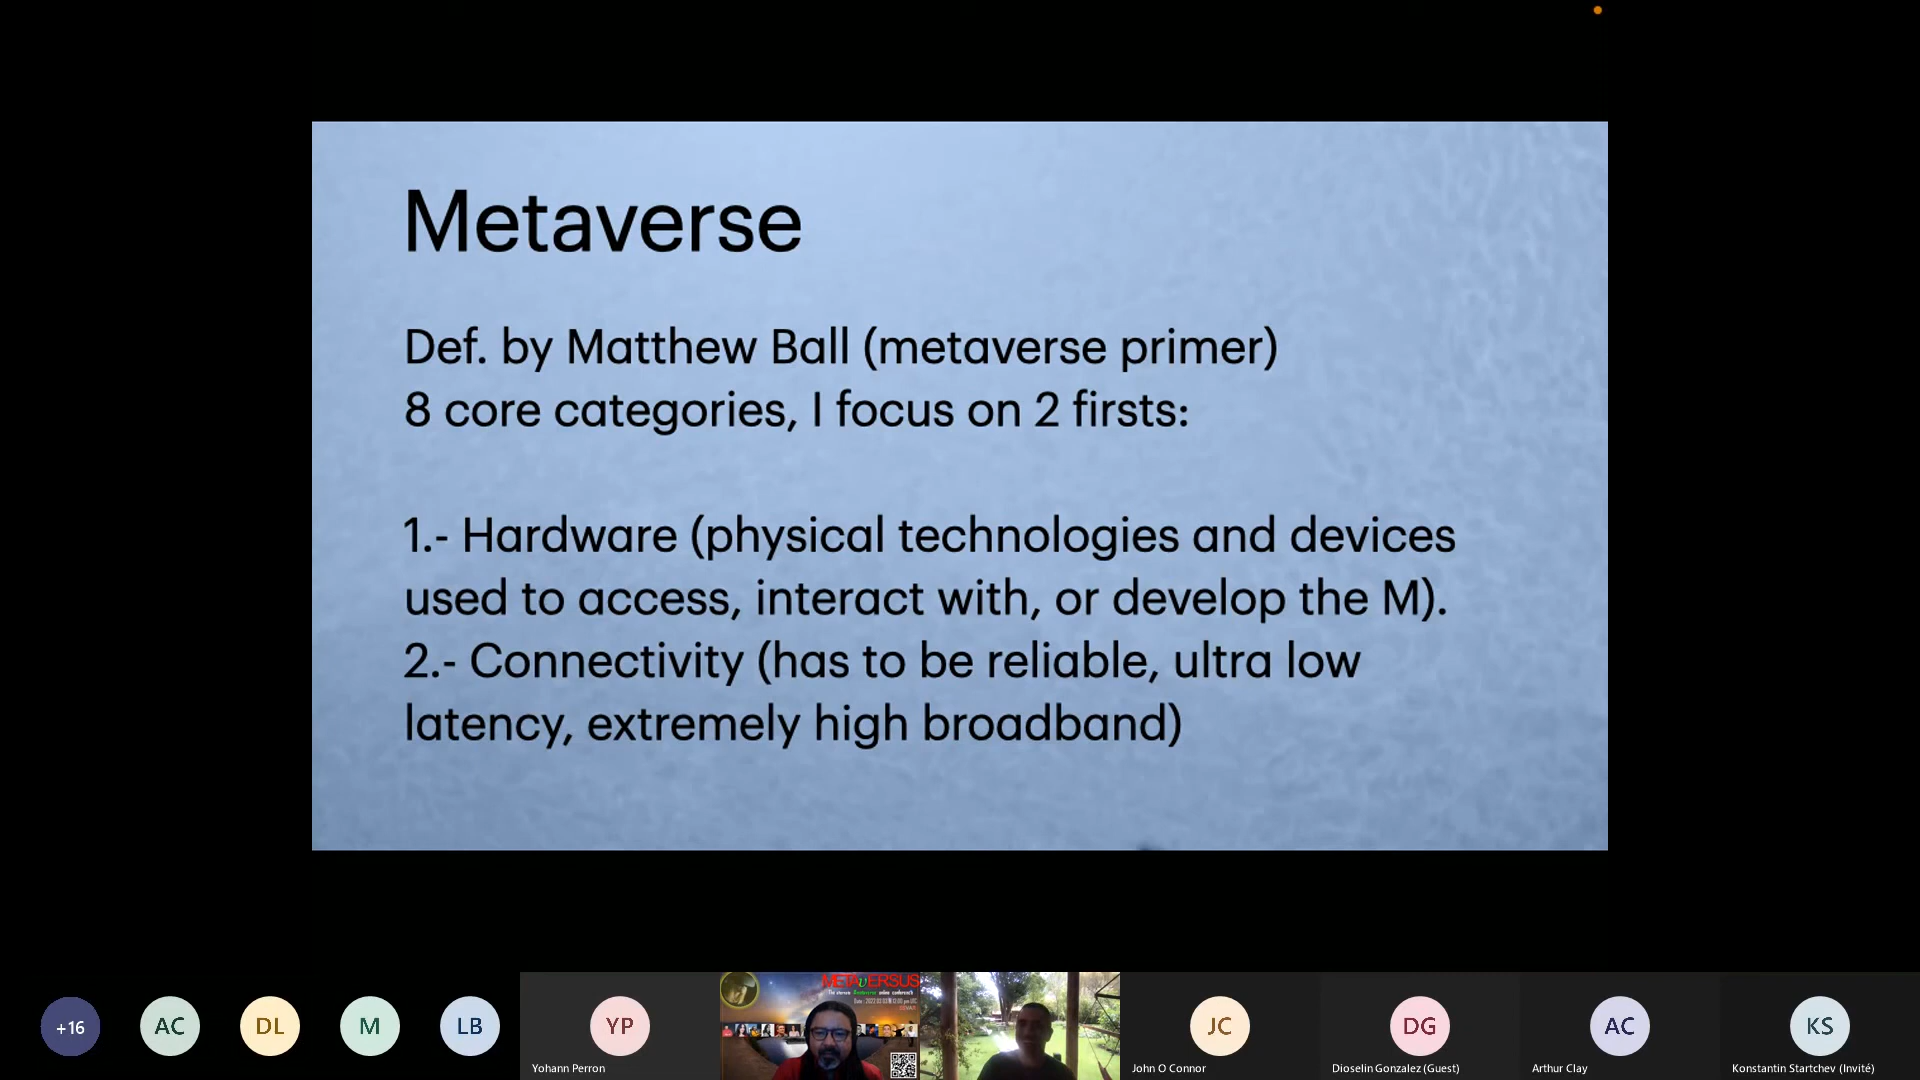 Metaverse
Def. by Matthew Ball (metaverse primer)
8 core categories, I focus on 2 firsts:
1.- Hardware (physical technologies and devices
used to access, interact with, or develop the M).
2.- Connectivity (has to be reliable, ultra low
latency, extremely high broadband)
+16
AC
DL
M
LB
YP
Yohann Perron
METAVERSUS
JC
John O Connor
DG
Dioselin Gonzalez (Guest)
AC
Arthur Clay
KS
Konstantin Startchev (Invité)